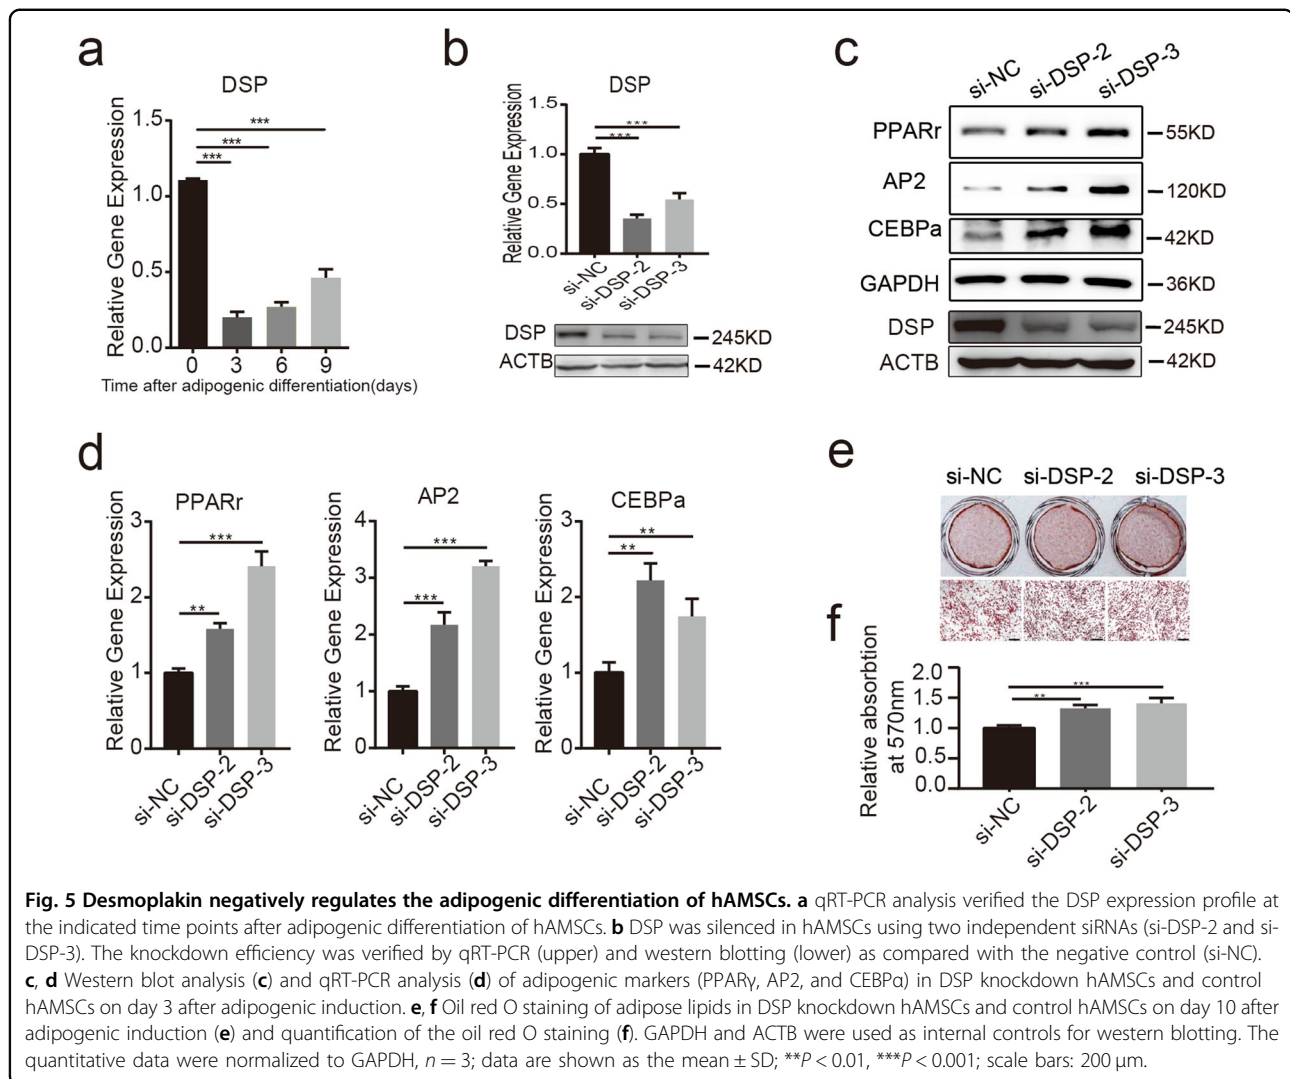 a
DSP
Relative Gene Expression
1.5
1.0
0.5
0.0
***
***
***
0 3 6 9
Time after adipogenic differentiation(days)
b
DSP
Relative Gene Expression
1.5
1.0
0.5
0.0
***
***
si-NC
si-DSP-2
si-DSP-3
DSP 245KD
ACTB 42KD
c
si-NC si-DSP-2 si-DSP-3
PPARr 55KD
AP2 120KD
CEBPa 42KD
GAPDH 36KD
DSP 245KD
ACTB 42KD
d
PPARr
Relative Gene Expression
3
2
1
0
***
**
si-NC
si-DSP-2
si-DSP-3
AP2
Relative Gene Expression
4
3
2
1
0
***
***
si-NC
si-DSP-2
si-DSP-3
CEBPa
Relative Gene Expression
3
2
1
0
**
**
si-NC
si-DSP-2
si-DSP-3
e
si-NC si-DSP-2 si-DSP-3
f
Relative absorbtion
at 570nm
2.0
1.5
1.0
0.5
0.0
***
**
si-NC
si-DSP-2
si-DSP-3
Fig. 5 Desmoplakin negatively regulates the adipogenic differentiation of hAMSCs. a qRT-PCR analysis verified the DSP expression profile at
the indicated time points after adipogenic differentiation of hAMSCs. b DSP was silenced in hAMSCs using two independent siRNAs (si-DSP-2 and si-
DSP-3). The knockdown efficiency was verified by qRT-PCR (upper) and western blotting (lower) as compared with the negative control (si-NC).
c, d Western blot analysis (c) and qRT-PCR analysis (d) of adipogenic markers (PPARγ, AP2, and CEBPα) in DSP knockdown hAMSCs and control
hAMSCs on day 3 after adipogenic induction. e, f Oil red O staining of adipose lipids in DSP knockdown hAMSCs and control hAMSCs on day 10 after
adipogenic induction (e) and quantification of the oil red O staining (f). GAPDH and ACTB were used as internal controls for western blotting. The
quantitative data were normalized to GAPDH, n = 3; data are shown as the mean ± SD; **P < 0.01, ***P < 0.001; scale bars: 200 μm.